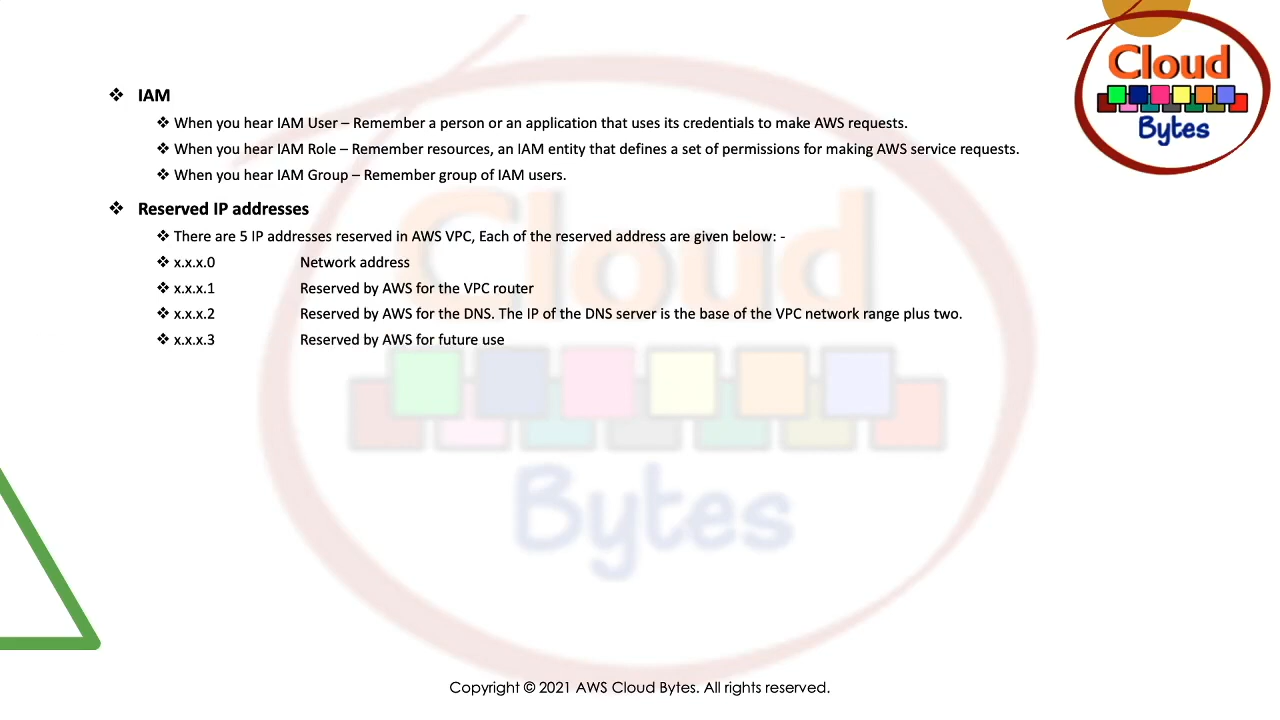 Cloud
Bytes
❖ IAM
❖ When you hear IAM User – Remember a person or an application that uses its credentials to make AWS requests.
❖ When you hear IAM Role – Remember resources, an IAM entity that defines a set of permissions for making AWS service requests.
❖ When you hear IAM Group – Remember group of IAM users.
❖ Reserved IP addresses
❖ There are 5 IP addresses reserved in AWS VPC, Each of the reserved address are given below: -
❖ x.x.x.0 Network address
❖ x.x.x.1 Reserved by AWS for the VPC router
❖ x.x.x.2 Reserved by AWS for the DNS. The IP of the DNS server is the base of the VPC network range plus two.
❖ x.x.x.3 Reserved by AWS for future use
Cloud
Bytes
Copyright © 2021 AWS Cloud Bytes. All rights reserved.